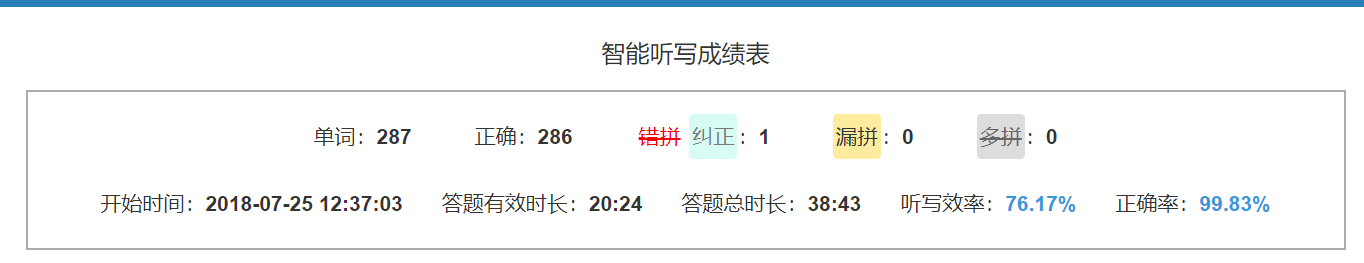 智能听写成绩表
单词：287 正确：286 错拼 纠正：1 漏拼：0 多拼：0
开始时间：2018-07-25 12:37:03 答题有效时长：20:24 答题总时长：38:43 听写效率：76.17% 正确率：99.83%